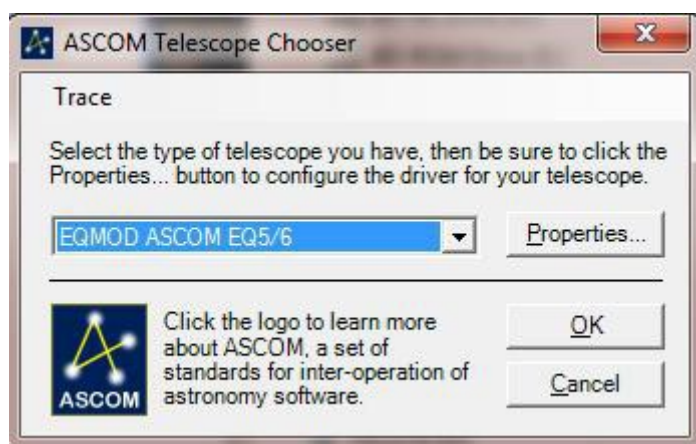 ASCOM Telescope Chooser
x
Trace
Select the type of telescope you have, then be sure to click the
Properties... button to configure the driver for your telescope.
EQMOD ASCOM EQ5/6
Properties...
Click the logo to learn more
about ASCOM, a set of
standards for inter-operation of
astronomy software.
ASCOM
OK
Cancel